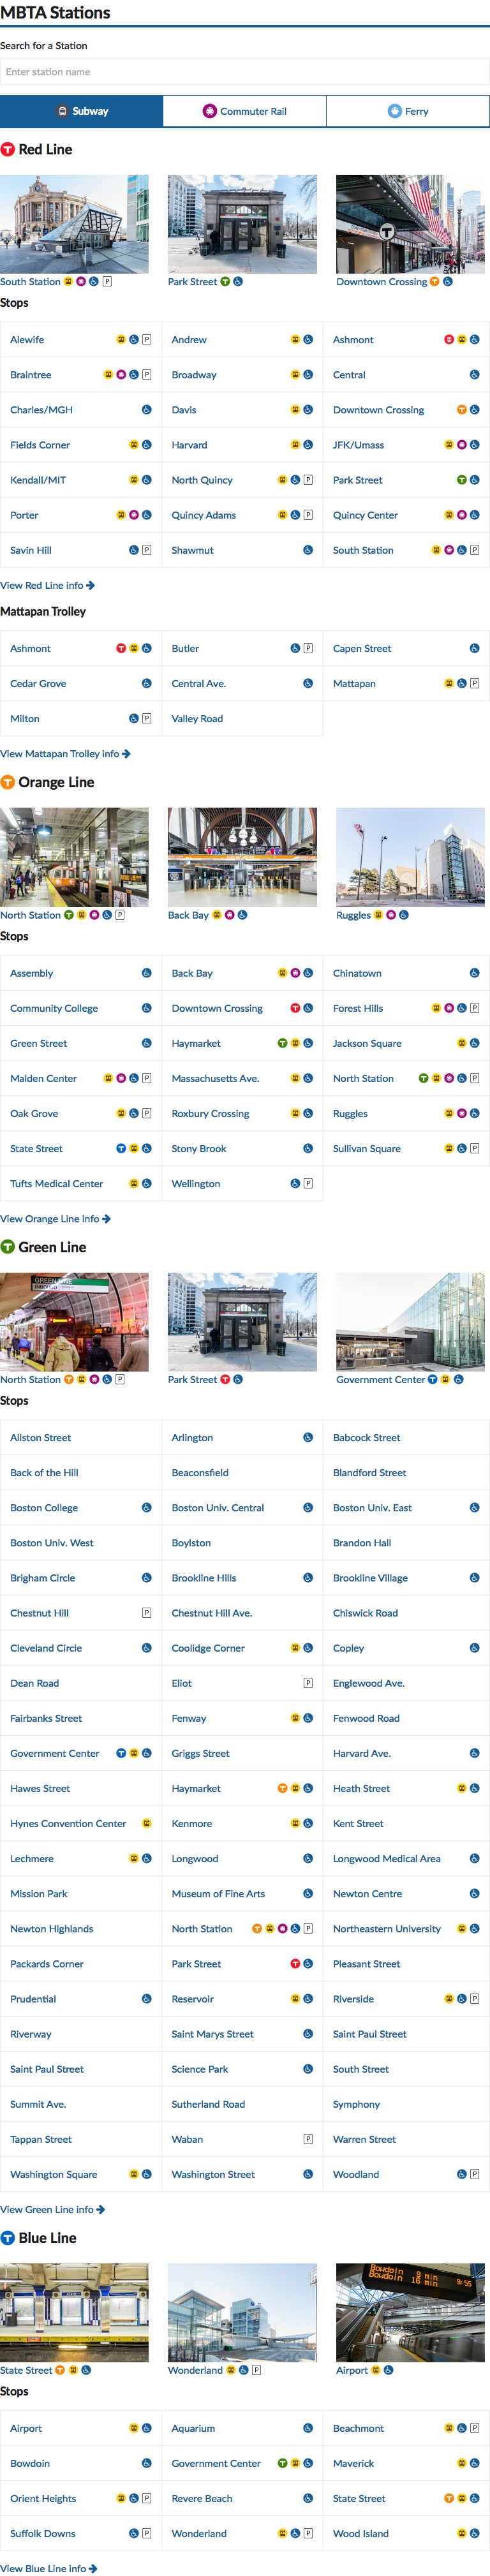 MBTA Stations
Search for a Station
Enter station name
Subway Commuter Rail Ferry
T Red Line
South Station P Park Street T Downtown Crossing T
Stops
Alewife P Andrew Ashmont
Braintree P Broadway Central
Charles/MGH Davis Downtown Crossing T
Fields Corner Harvard JFK/Umass
Kendall/MIT North Quincy P Park Street T
Porter Quincy Adams P Quincy Center
Savin Hill P Shawmut South Station P
View Red Line info
Mattapan Trolley
Ashmont T Butler P Capen Street
Cedar Grove Central Ave. Mattapan P
Milton P Valley Road
View Mattapan Trolley info
T Orange Line
North Station T P Back Bay Ruggles
Stops
Assembly Back Bay Chinatown
Community College Downtown Crossing T Forest Hills P
Green Street Haymarket T Jackson Square
Malden Center P Massachusetts Ave. North Station T P
Oak Grove P Roxbury Crossing Ruggles
State Street T Stony Brook Sullivan Square P
Tufts Medical Center Wellington P
View Orange Line info
T Green Line
GREEN LINE
North Station T P Park Street T Government Center T
Stops
Allston Street Arlington Babcock Street
Back of the Hill Beaconsfield Blandford Street
Boston College Boston Univ. Central Boston Univ. East
Boston Univ. West Boylston Brandon Hall
Brigham Circle Brookline Hills Brookline Village
Chestnut Hill P Chestnut Hill Ave. Chiswick Road
Cleveland Circle Coolidge Corner Copley
Dean Road Eliot P Englewood Ave.
Fairbanks Street Fenway Fenwood Road
Government Center T Griggs Street Harvard Ave.
Hawes Street Haymarket T Heath Street
Hynes Convention Center Kenmore Kent Street
Lechmere Longwood Longwood Medical Area
Mission Park Museum of Fine Arts Newton Centre
Newton Highlands North Station T P Northeastern University
Packards Corner Park Street T Pleasant Street
Prudential Reservoir Riverside P
Riverway Saint Marys Street Saint Paul Street
Saint Paul Street Science Park South Street
Summit Ave. Sutherland Road Symphony
Tappan Street Waban P Warren Street
Washington Square Washington Street Woodland P
View Green Line info
T Blue Line
Bowdoin 9 min
Bowdoin 16 min 9:55
State Street T Wonderland P Airport
Stops
Airport Aquarium Beachmont P
Bowdoin Government Center T Maverick
Orient Heights P Revere Beach State Street T
Suffolk Downs P Wonderland P Wood Island
View Blue Line info